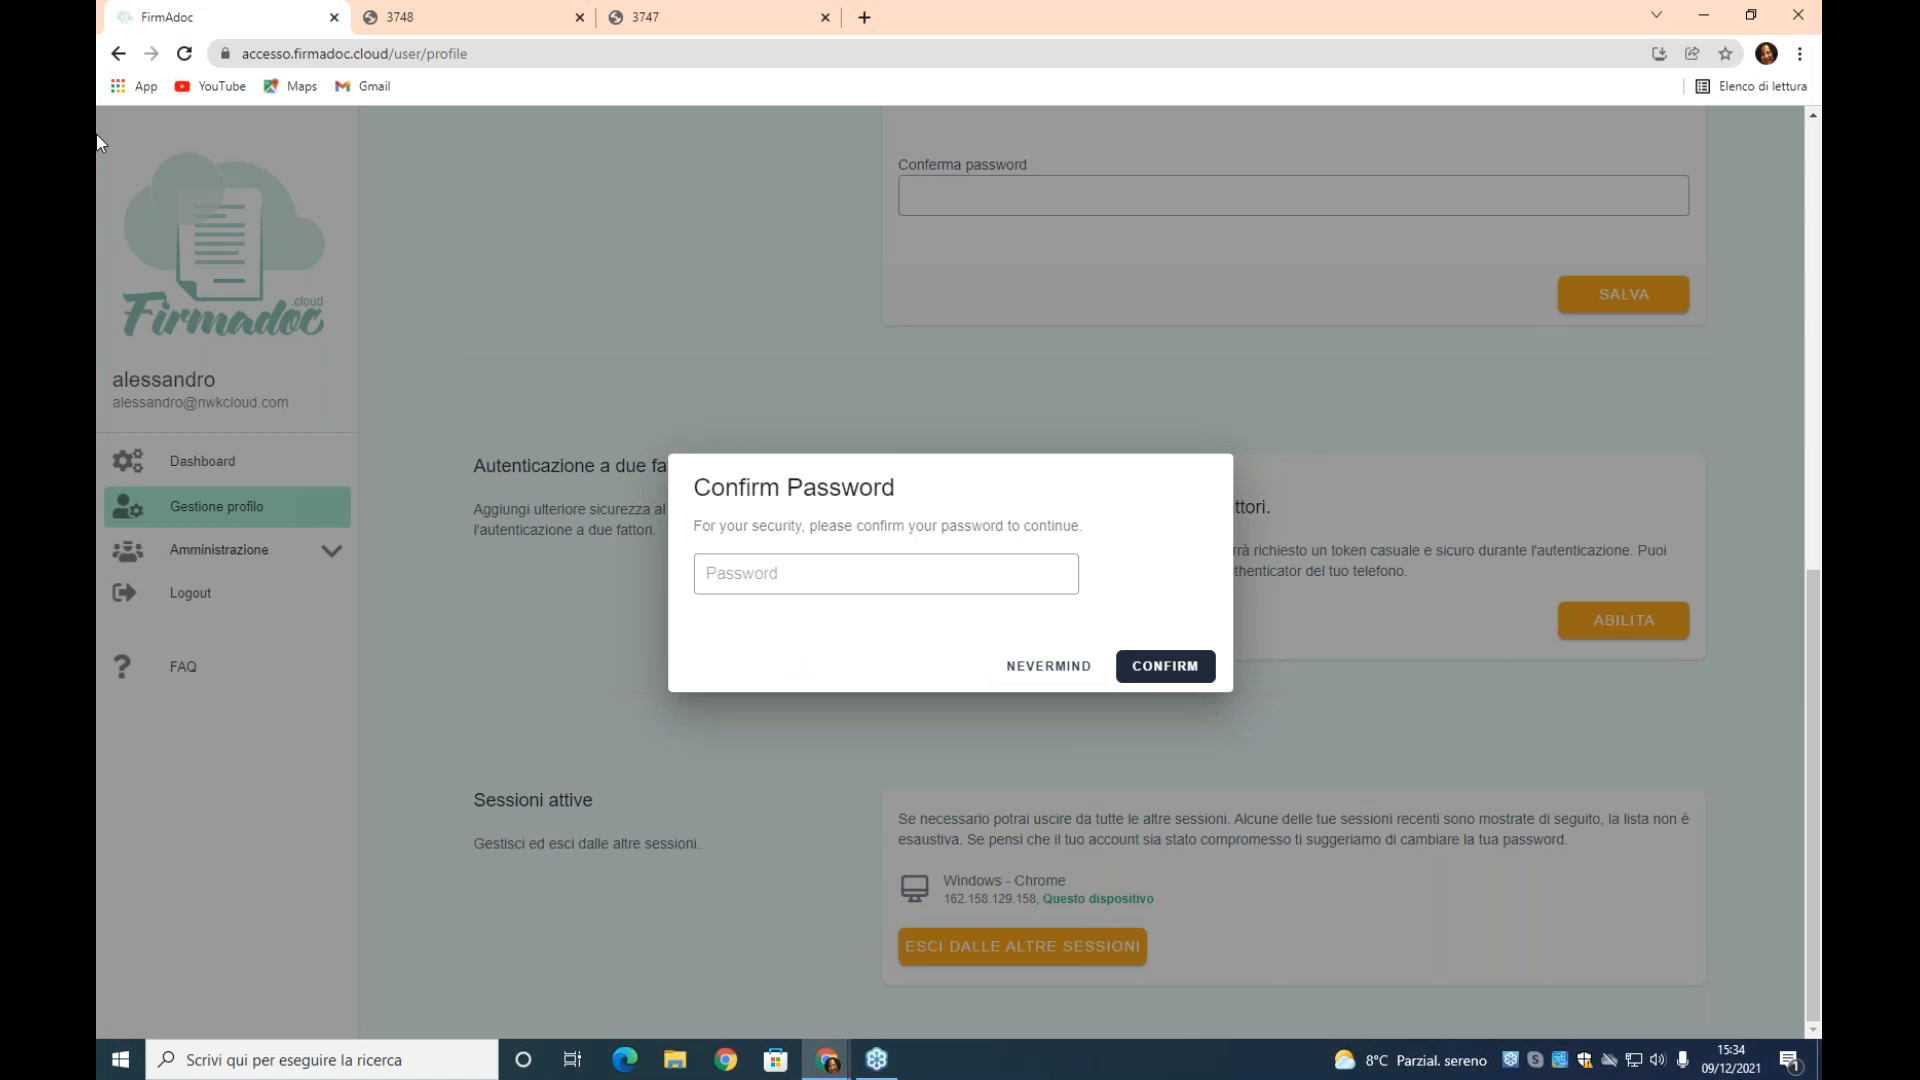 FirmAdoc
3748
3747
accesso.firmadoc.cloud/user/profile
App
YouTube
Maps
Gmail
Elenco di lettura
.cloud
Firmadoc
alessandro
alessandro@nwkcloud.com
Dashboard
Gestione profilo
Amministrazione
Logout
FAQ
Conferma password
SALVA
Autenticazione a due fa
Aggiungi ulteriore sicurezza al
l'autenticazione a due fattori.
ttori.
rrà richiesto un token casuale e sicuro durante l'autenticazione. Puoi
thenticator del tuo telefono.
ABILITA
Confirm Password
For your security, please confirm your password to continue.
Password
NEVERMIND
CONFIRM
Sessioni attive
Gestisci ed esci dalle altre sessioni.
Se necessario potrai uscire da tutte le altre sessioni. Alcune delle tue sessioni recenti sono mostrate di seguito, la lista non è
esaustiva. Se pensi che il tuo account sia stato compromesso ti suggeriamo di cambiare la tua password.
Windows - Chrome
162.158.129.158, Questo dispositivo
ESCI DALLE ALTRE SESSIONI
Scrivi qui per eseguire la ricerca
8°C Parzial. sereno
15:34
09/12/2021
1